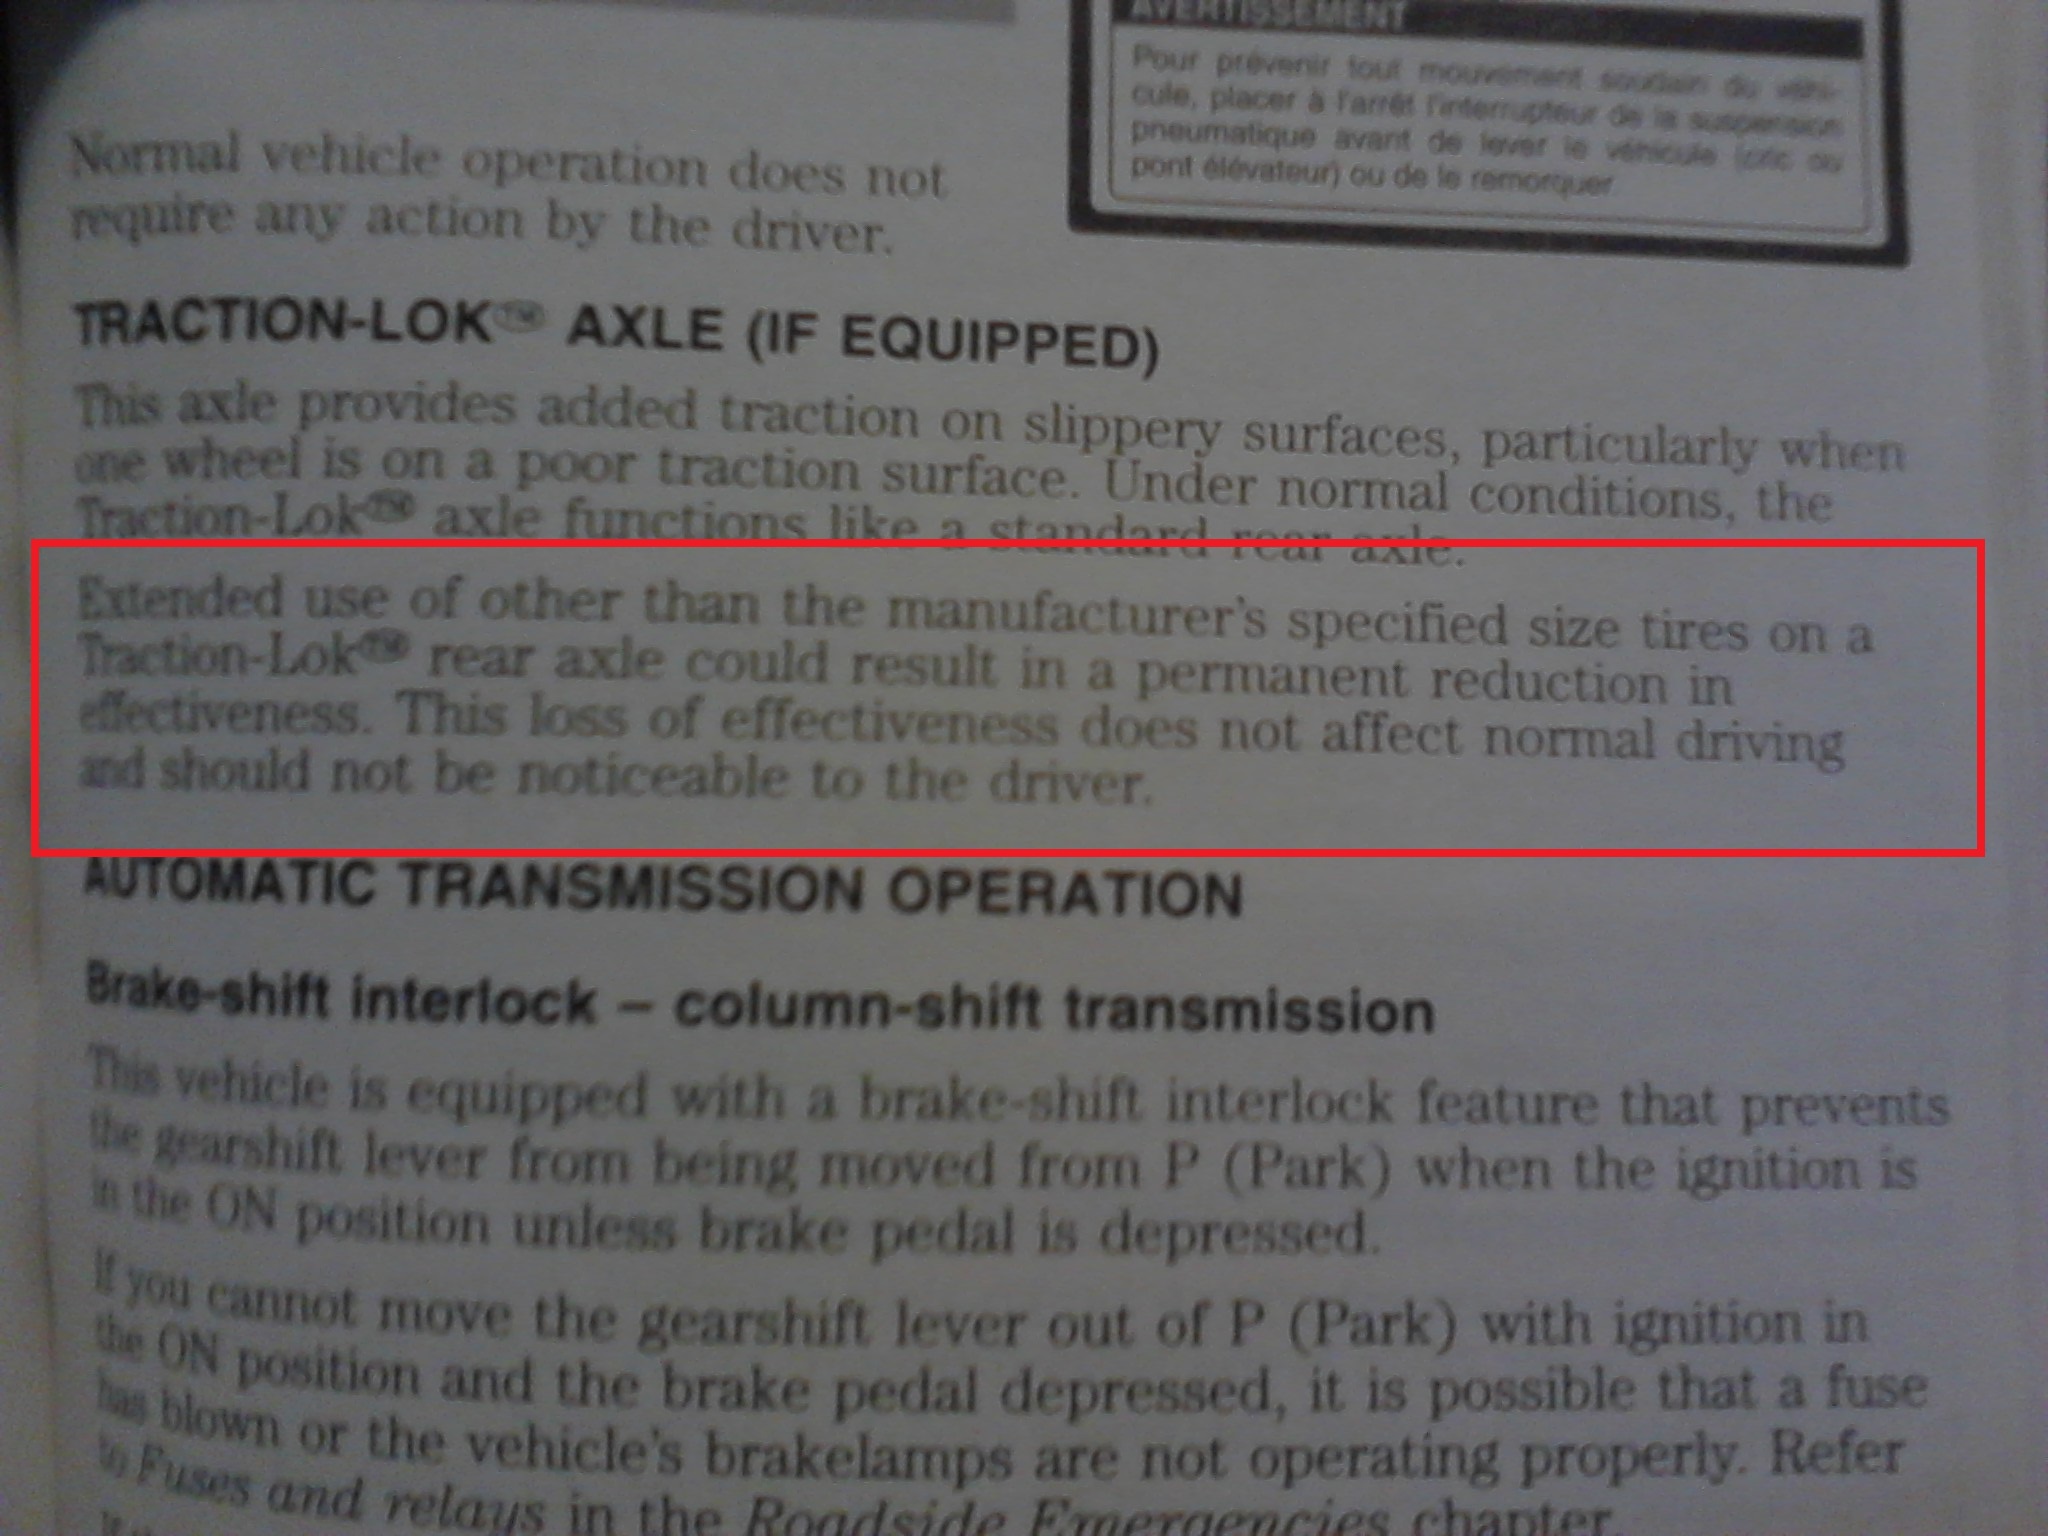 AVERTISSEMENT
Pour prévenir tout mouvement soudain du véhi-
cule, placer à l'arrêt l'interrupteur de la suspension
pneumatique avant de lever le véhicule (cric ou
pont élévateur) ou de le remorquer.
Normal vehicle operation does not
require any action by the driver.
TRACTION-LOK™ AXLE (IF EQUIPPED)
This axle provides added traction on slippery surfaces, particularly when
one wheel is on a poor traction surface. Under normal conditions, the
Traction-Lok™ axle functions like a standard rear axle.
Extended use of other than the manufacturer's specified size tires on a
Traction-Lok™ rear axle could result in a permanent reduction in
effectiveness. This loss of effectiveness does not affect normal driving
and should not be noticeable to the driver.
AUTOMATIC TRANSMISSION OPERATION
Brake-shift interlock – column-shift transmission
This vehicle is equipped with a brake-shift interlock feature that prevents
the gearshift lever from being moved from P (Park) when the ignition is
in the ON position unless brake pedal is depressed.
If you cannot move the gearshift lever out of P (Park) with ignition in
the ON position and the brake pedal depressed, it is possible that a fuse
has blown or the vehicle's brakelamps are not operating properly. Refer
to Fuses and relays in the Roadside Emergencies chapter.